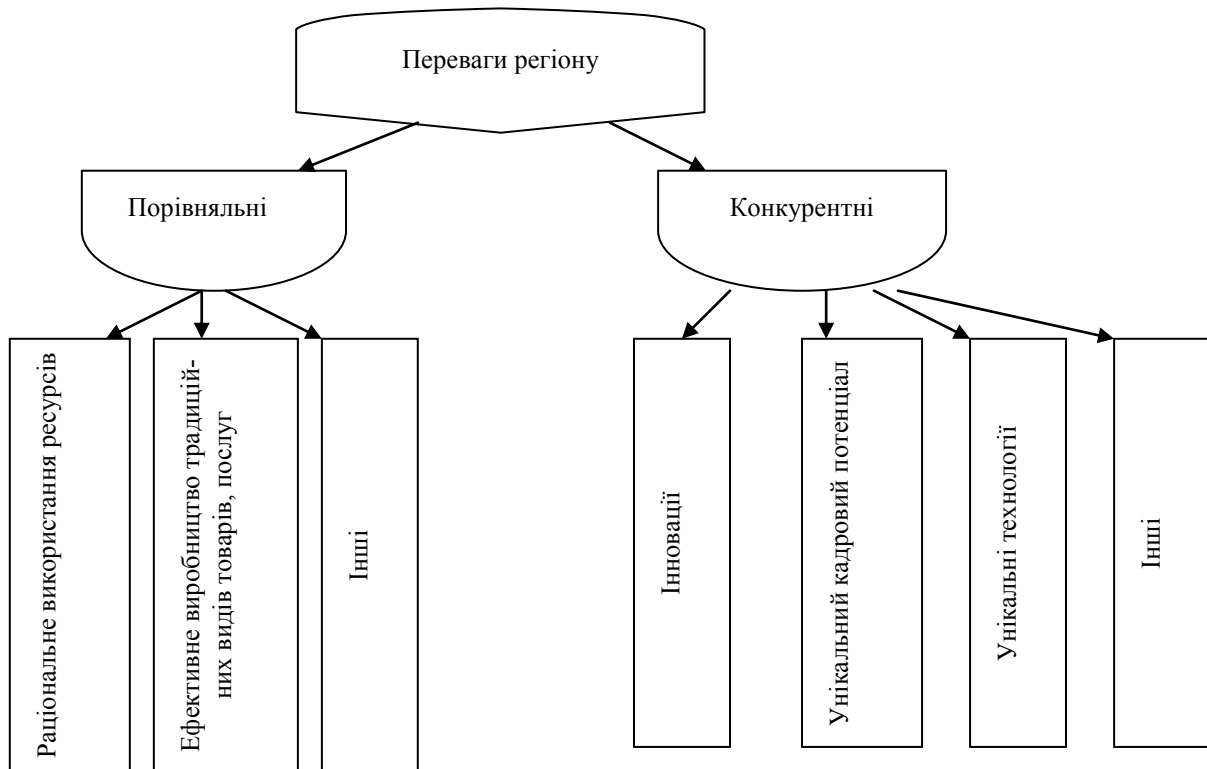 Переваги регіону
Порівняльні
Конкурентні
Раціональне використання ресурсів
Ефективне виробництво традицій-
них видів товарів, послуг
Інші
Інновації
Унікальний кадровий потенціал
Унікальні технології
Інші